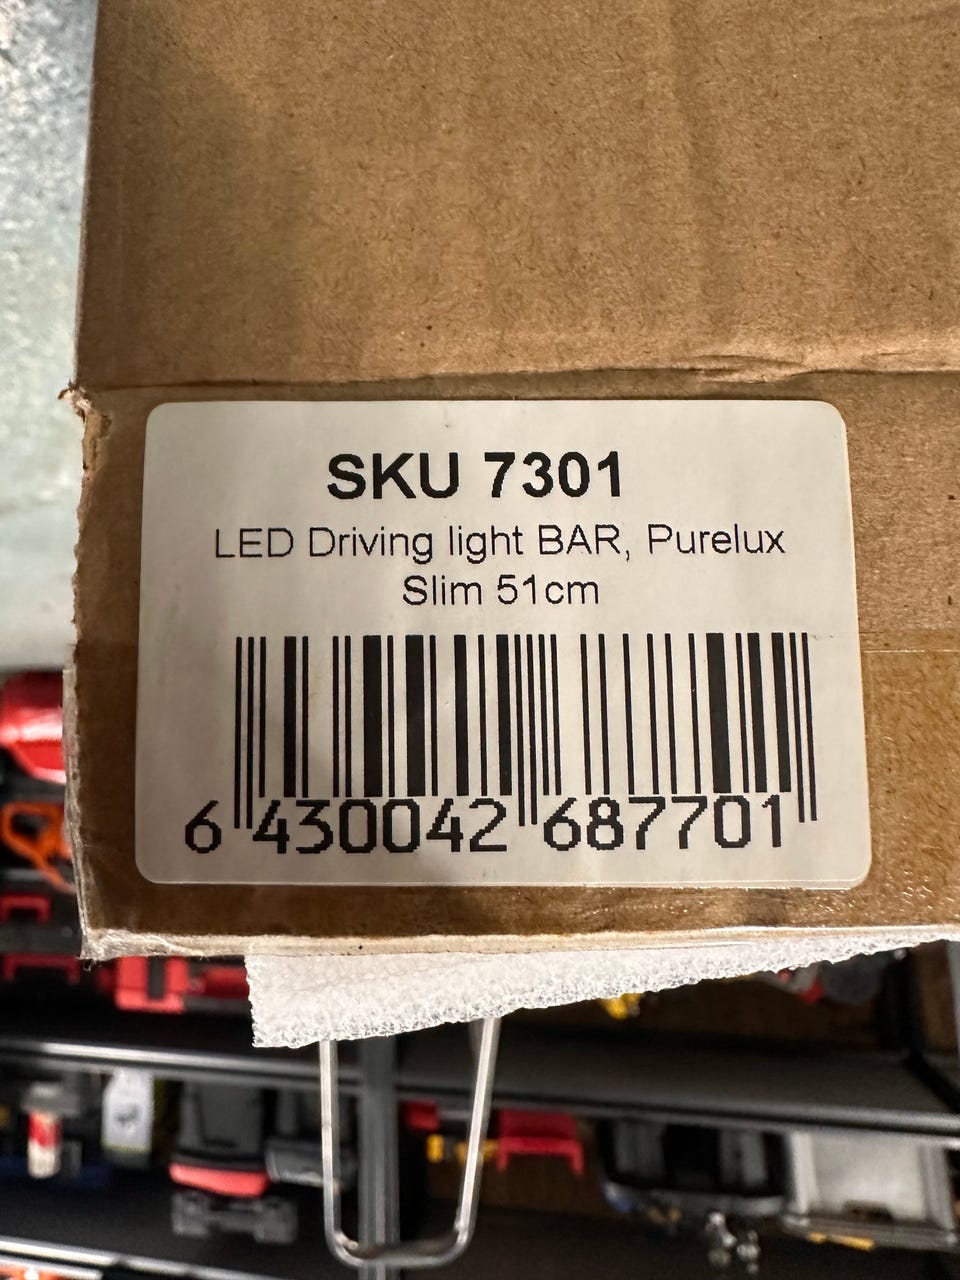 SKU 7301
LED Driving light BAR, Purelux
Slim 51cm
6 430042 687701